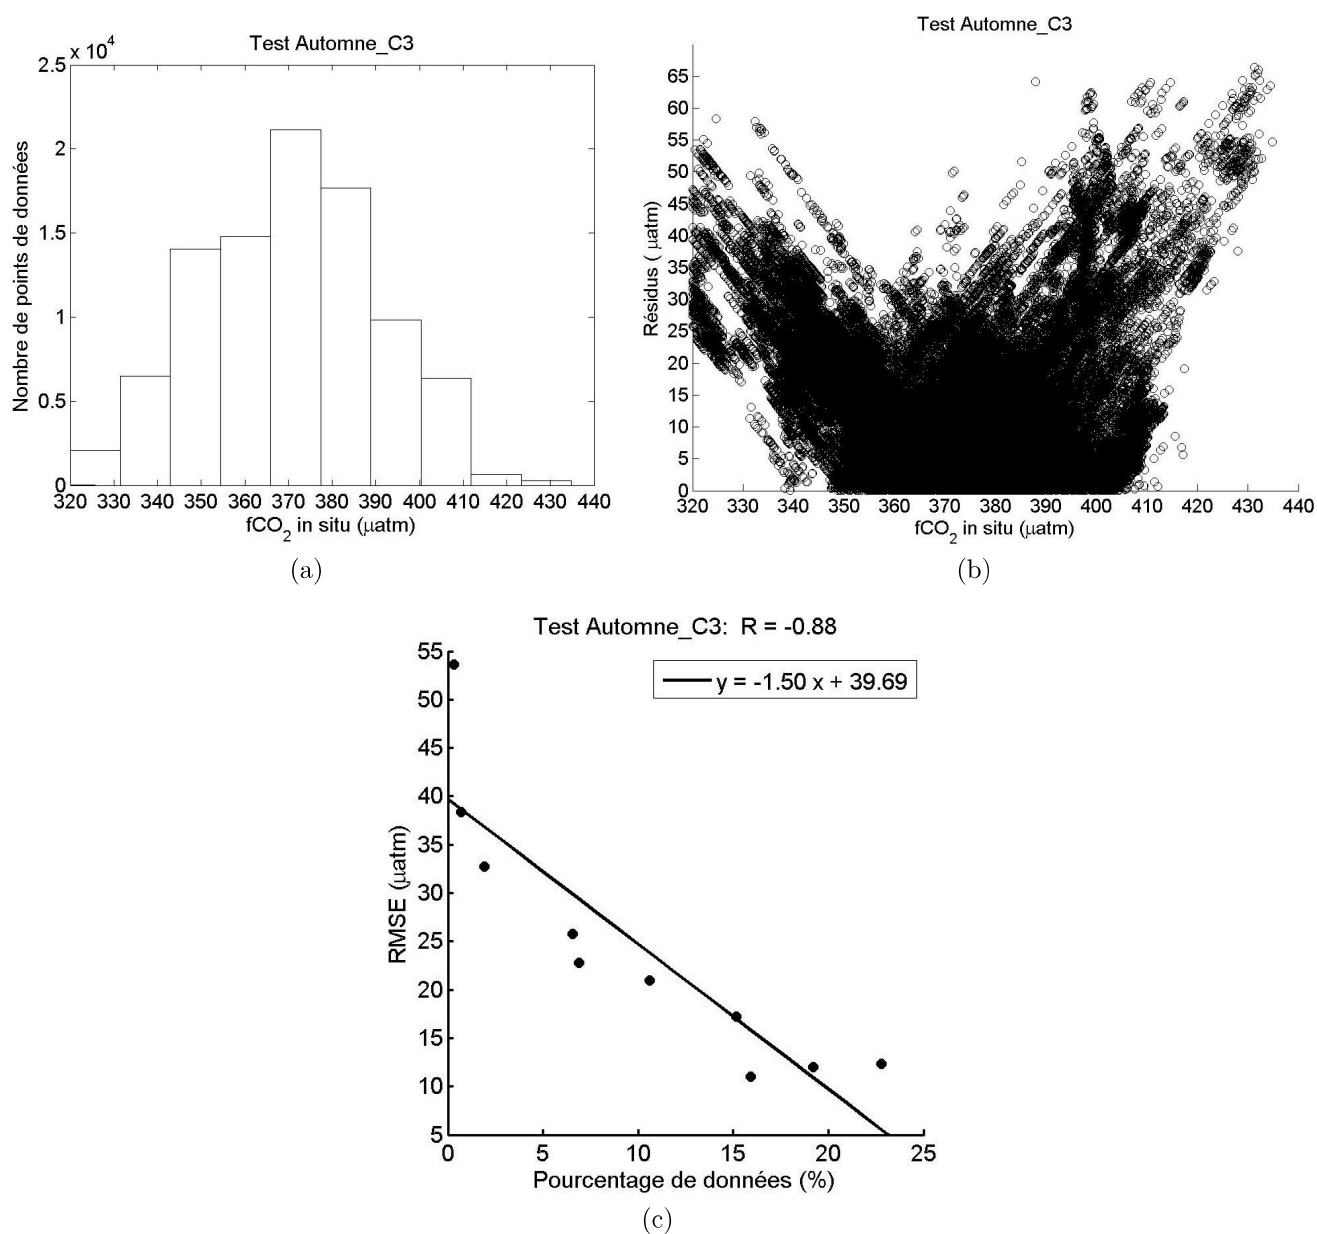 Test Automne_C3
x 10^4
2.5
2
1.5
1
0.5
0
Nombre de points de données
320 330 340 350 360 370 380 390 400 410 420 430 440
fCO₂ in situ (μatm)
(a)
Test Automne_C3
65
60
55
50
45
40
35
30
25
20
15
10
5
0
Résidus ( μatm)
320 330 340 350 360 370 380 390 400 410 420 430 440
fCO₂ in situ (μatm)
(b)
Test Automne_C3: R = -0.88
y = -1.50 x + 39.69
55
50
45
40
35
30
25
20
15
10
5
RMSE (μatm)
0 5 10 15 20 25
Pourcentage de données (%)
(c)